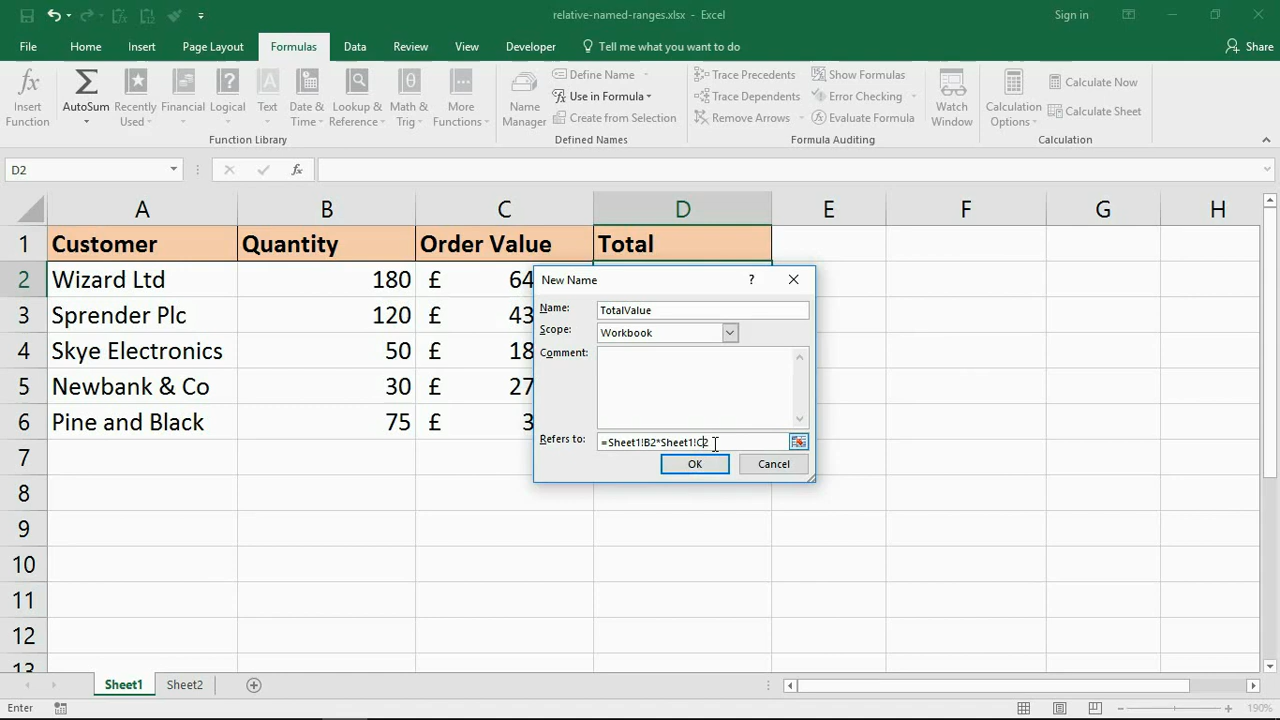 relative-named-ranges.xlsx - Excel
Sign in
File Home Insert Page Layout Formulas Data Review View Developer Tell me what you want to do Share
Insert Function
AutoSum
Recently Used
Financial
Logical
Text
Date & Time
Lookup & Reference
Math & Trig
More Functions
Function Library
Name Manager
Define Name
Use in Formula
Create from Selection
Defined Names
Trace Precedents
Trace Dependents
Remove Arrows
Show Formulas
Error Checking
Evaluate Formula
Formula Auditing
Watch Window
Calculation Options
Calculate Now
Calculate Sheet
Calculation
D2
fx
A B C D E F G H
1 Customer Quantity Order Value Total
2 Wizard Ltd 180 £ 64
3 Sprender Plc 120 £ 43
4 Skye Electronics 50 £ 18
5 Newbank & Co 30 £ 27
6 Pine and Black 75 £ 3
7
8
9
10
11
12
13
New Name
?
Name: TotalValue
Scope: Workbook
Comment:
Refers to: =Sheet1!B2*Sheet1!C2
OK Cancel
Sheet1 Sheet2
Enter
190%